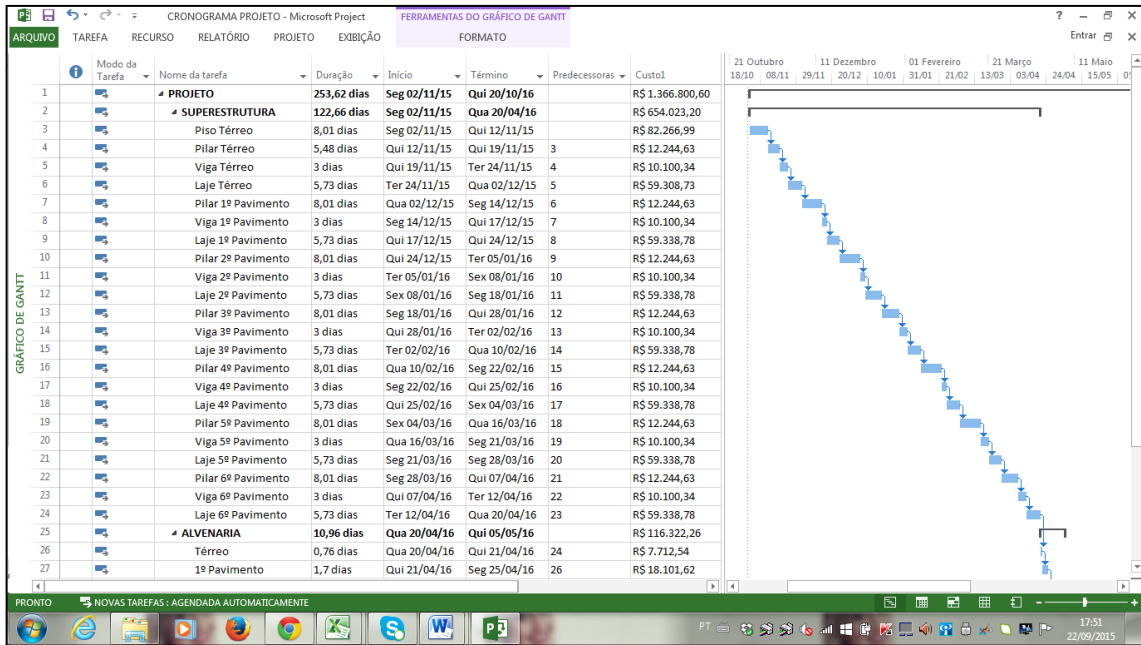 CRONOGRAMA PROJETO - Microsoft Project
FERRAMENTAS DO GRÁFICO DE GANTT
ARQUIVO TAREFA RECURSO RELATÓRIO PROJETO EXIBIÇÃO FORMATO Entrar
Modo da Tarefa Nome da tarefa Duração Início Término Predecessoras Custo1
21 Outubro 11 Dezembro 01 Fevereiro 21 Março 11 Maio
18/10 08/11 29/11 20/12 10/01 31/01 21/02 13/03 03/04 24/04 15/05
1 PROJETO 253,62 dias Seg 02/11/15 Qui 20/10/16 R$ 1.366.800,60
2 SUPERESTRUTURA 122,66 dias Seg 02/11/15 Qua 20/04/16 R$ 654.023,20
3 Piso Térreo 8,01 dias Seg 02/11/15 Qui 12/11/15 R$ 82.266,99
4 Pilar Térreo 5,48 dias Qui 12/11/15 Qui 19/11/15 3 R$ 12.244,63
5 Viga Térreo 3 dias Qui 19/11/15 Ter 24/11/15 4 R$ 10.100,34
6 Laje Térreo 5,73 dias Ter 24/11/15 Qua 02/12/15 5 R$ 59.308,73
7 Pilar 1º Pavimento 8,01 dias Qua 02/12/15 Seg 14/12/15 6 R$ 12.244,63
8 Viga 1º Pavimento 3 dias Seg 14/12/15 Qui 17/12/15 7 R$ 10.100,34
9 Laje 1º Pavimento 5,73 dias Qui 17/12/15 Qui 24/12/15 8 R$ 59.338,78
10 Pilar 2º Pavimento 8,01 dias Qui 24/12/15 Ter 05/01/16 9 R$ 12.244,63
11 Viga 2º Pavimento 3 dias Ter 05/01/16 Sex 08/01/16 10 R$ 10.100,34
12 Laje 2º Pavimento 5,73 dias Sex 08/01/16 Seg 18/01/16 11 R$ 59.338,78
13 Pilar 3º Pavimento 8,01 dias Seg 18/01/16 Qui 28/01/16 12 R$ 12.244,63
14 Viga 3º Pavimento 3 dias Qui 28/01/16 Ter 02/02/16 13 R$ 10.100,34
15 Laje 3º Pavimento 5,73 dias Ter 02/02/16 Qua 10/02/16 14 R$ 59.338,78
16 Pilar 4º Pavimento 8,01 dias Qua 10/02/16 Seg 22/02/16 15 R$ 12.244,63
17 Viga 4º Pavimento 3 dias Seg 22/02/16 Qui 25/02/16 16 R$ 10.100,34
18 Laje 4º Pavimento 5,73 dias Qui 25/02/16 Sex 04/03/16 17 R$ 59.338,78
19 Pilar 5º Pavimento 8,01 dias Sex 04/03/16 Qua 16/03/16 18 R$ 12.244,63
20 Viga 5º Pavimento 3 dias Qua 16/03/16 Seg 21/03/16 19 R$ 10.100,34
21 Laje 5º Pavimento 5,73 dias Seg 21/03/16 Seg 28/03/16 20 R$ 59.338,78
22 Pilar 6º Pavimento 8,01 dias Seg 28/03/16 Qui 07/04/16 21 R$ 12.244,63
23 Viga 6º Pavimento 3 dias Qui 07/04/16 Ter 12/04/16 22 R$ 10.100,34
24 Laje 6º Pavimento 5,73 dias Ter 12/04/16 Qua 20/04/16 23 R$ 59.338,78
25 ALVENARIA 10,96 dias Qua 20/04/16 Qui 05/05/16 R$ 116.322,26
26 Térreo 0,76 dias Qua 20/04/16 Qui 21/04/16 24 R$ 7.712,54
27 1º Pavimento 1,7 dias Qui 21/04/16 Seg 25/04/16 26 R$ 18.101,62
GRÁFICO DE GANTT
PRONTO NOVAS TAREFAS : AGENDADA AUTOMATICAMENTE
PT
17:51
22/09/2015